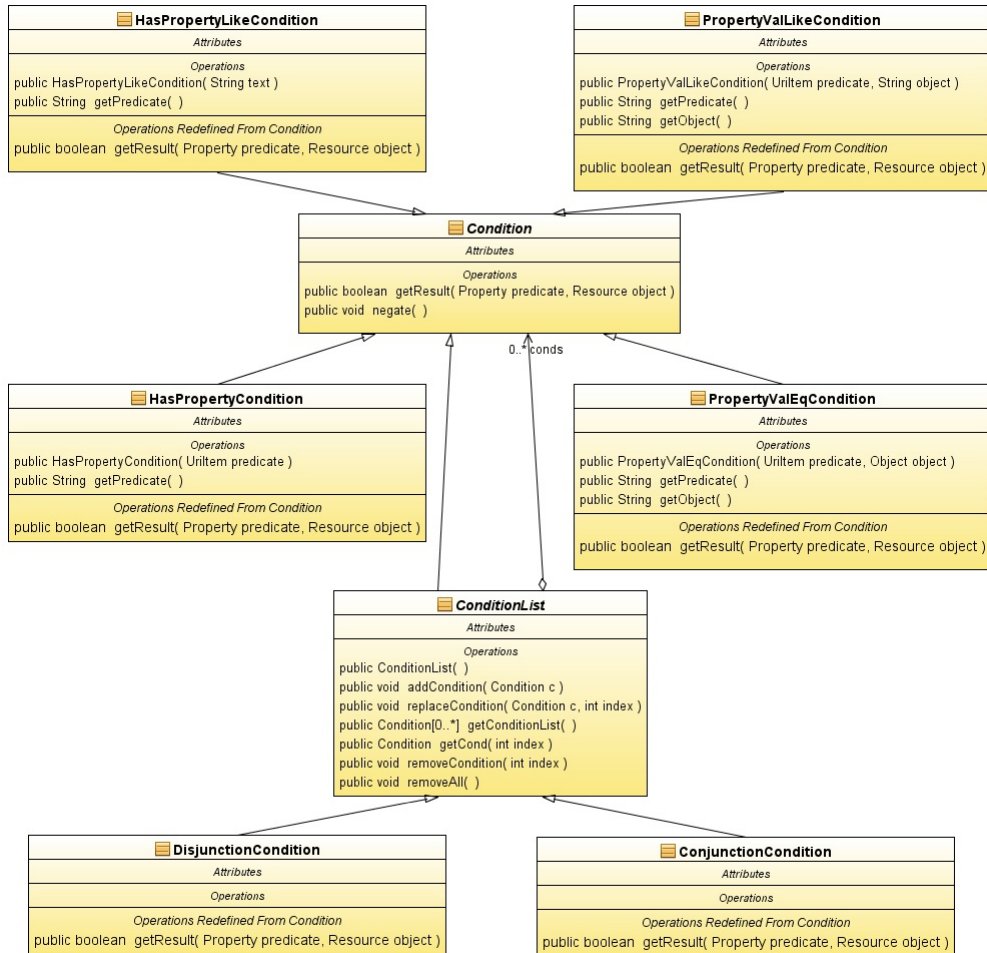 HasPropertyLikeCondition
Attributes
Operations
public HasPropertyLikeCondition( String text )
public String getPredicate( )
Operations Redefined From Condition
public boolean getResult( Property predicate, Resource object )
PropertyValLikeCondition
Attributes
Operations
public PropertyValLikeCondition( UriItem predicate, String object )
public String getPredicate( )
public String getObject( )
Operations Redefined From Condition
public boolean getResult( Property predicate, Resource object )
Condition
Attributes
Operations
public boolean getResult( Property predicate, Resource object )
public void negate( )
0..* conds
HasPropertyCondition
Attributes
Operations
public HasPropertyCondition( UriItem predicate )
public String getPredicate( )
Operations Redefined From Condition
public boolean getResult( Property predicate, Resource object )
PropertyValEqCondition
Attributes
Operations
public PropertyValEqCondition( UriItem predicate, Object object )
public String getPredicate( )
public String getObject( )
Operations Redefined From Condition
public boolean getResult( Property predicate, Resource object )
ConditionList
Attributes
Operations
public ConditionList( )
public void addCondition( Condition c )
public void replaceCondition( Condition c, int index )
public Condition[0..*] getConditionList( )
public Condition getCond( int index )
public void removeCondition( int index )
public void removeAll( )
DisjunctionCondition
Attributes
Operations
Operations Redefined From Condition
public boolean getResult( Property predicate, Resource object )
ConjunctionCondition
Attributes
Operations
Operations Redefined From Condition
public boolean getResult( Property predicate, Resource object )